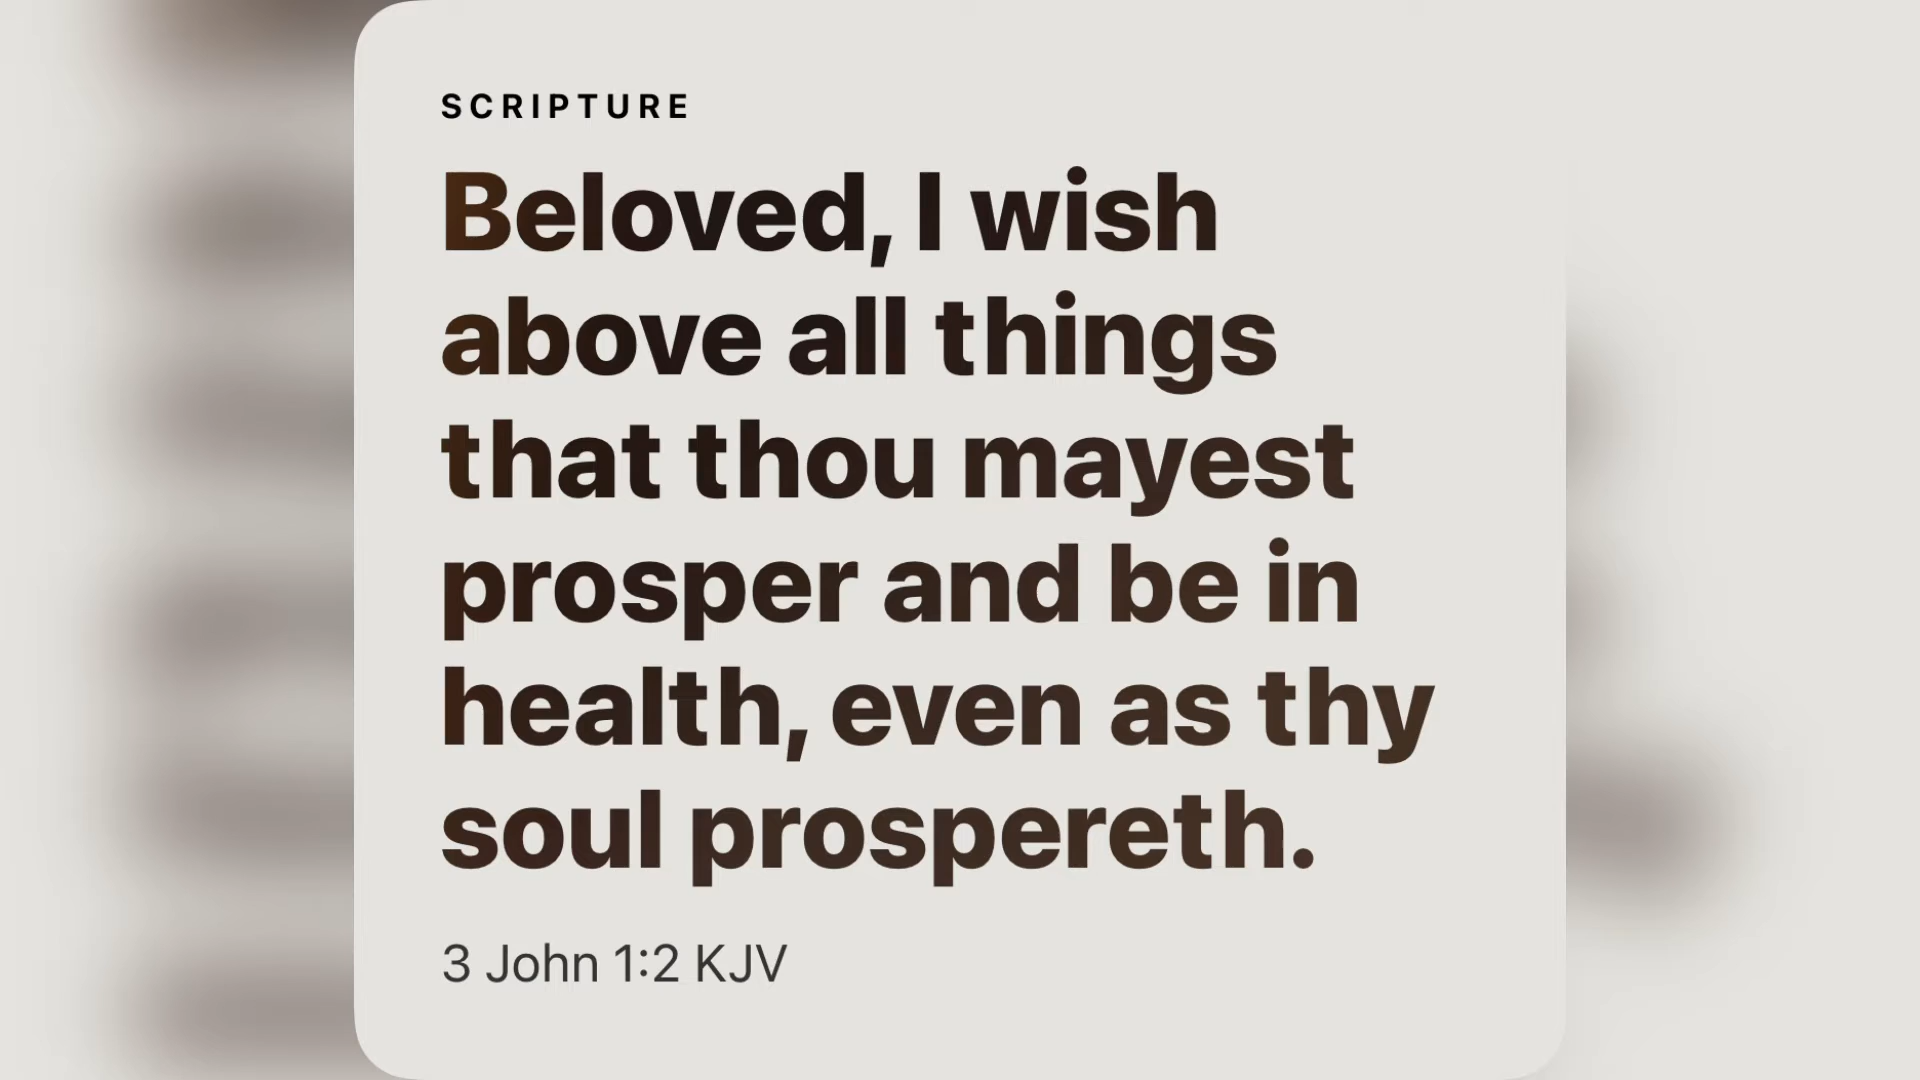 SCRIPTURE
Beloved, I wish
above all things
that thou mayest
prosper and be in
health, even as thy
soul prospereth.
3 John 1:2 KJV